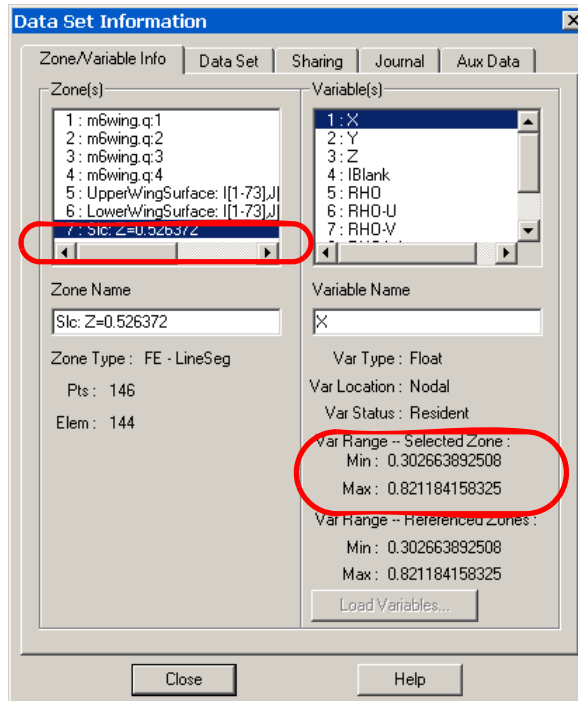 Data Set Information
Zone/Variable Info
Data Set
Sharing
Journal
Aux Data
Zone(s)
1 : m6wing.q:1
2 : m6wing.q:2
3 : m6wing.q:3
4 : m6wing.q:4
5 : UpperWingSurface: I[1-73],J[
6 : LowerWingSurface: I[1-73],J[
7 : Slc: Z=0.526372
Zone Name
Slc: Z=0.526372
Zone Type : FE - LineSeg
Pts : 146
Elem : 144
Variable(s)
1 : X
2 : Y
3 : Z
4 : IBlank
5 : RHO
6 : RHO-U
7 : RHO-V
Variable Name
X
Var Type : Float
Var Location : Nodal
Var Status : Resident
Var Range -- Selected Zone :
Min : 0.302663892508
Max : 0.821184158325
Var Range -- Referenced Zones :
Min : 0.302663892508
Max : 0.821184158325
Load Variables...
Close
Help